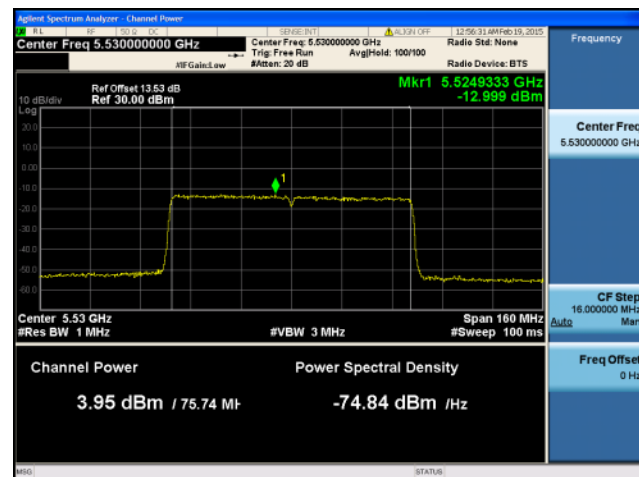 Agilent Spectrum Analyzer - Channel Power
RL RF 50 Ω DC SENSE:INT ALIGN OFF 12:56:31 AM Feb 19, 2015
Center Freq 5.530000000 GHz
Center Freq: 5.530000000 GHz
Radio Std: None
Trig: Free Run Avg|Hold: 100/100
#IFGain:Low #Atten: 20 dB Radio Device: BTS
Frequency
Mkr1 5.5249333 GHz
-12.999 dBm
Ref Offset 13.53 dB
10 dB/div Ref 30.00 dBm
Log
20.0
10.0
0.00
-10.0
-20.0
-30.0
-40.0
-50.0
-60.0
1
Center Freq
5.530000000 GHz
Center 5.53 GHz Span 160 MHz
#Res BW 1 MHz #VBW 3 MHz #Sweep 100 ms
CF Step
16.000000 MHz
Auto Man
Freq Offset
0 Hz
Channel Power Power Spectral Density
3.95 dBm / 75.74 MH -74.84 dBm /Hz
MSG STATUS